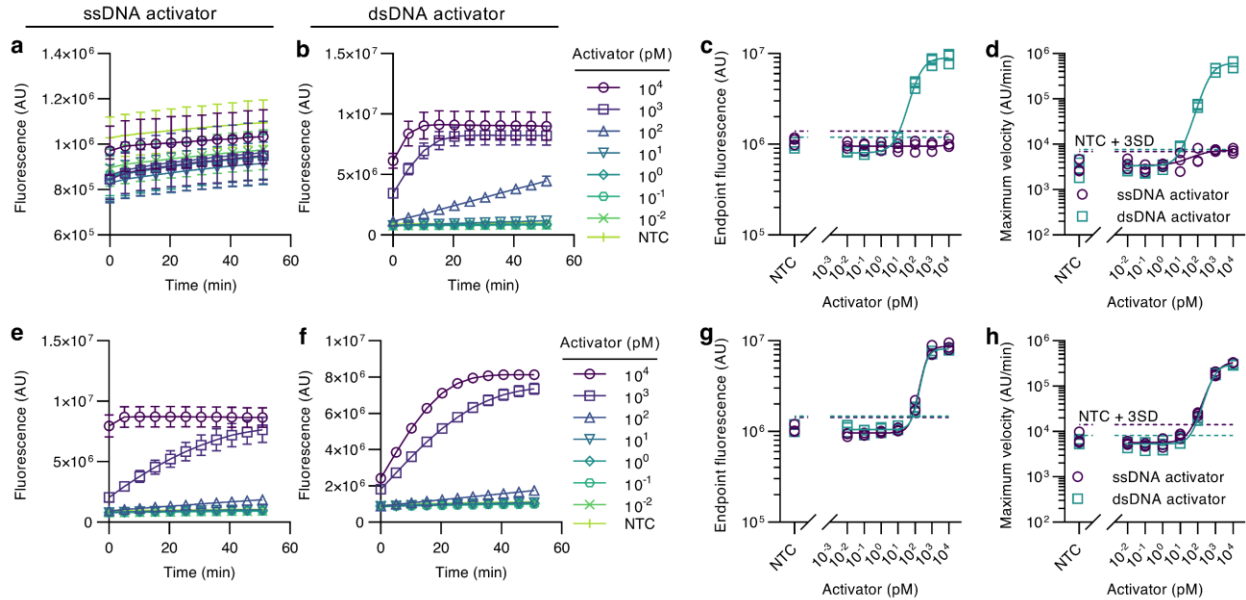 ssDNA activator
dsDNA activator
a
Fluorescence (AU)
1.4×10⁶
1.2×10⁶
1×10⁶
8×10⁵
6×10⁵
0 20 40 60
Time (min)
b
Fluorescence (AU)
1.5×10⁷
1×10⁷
5×10⁶
0
0 20 40 60
Time (min)
Activator (pM)
10⁴
10³
10²
10¹
10⁰
10⁻¹
10⁻²
NTC
c
Endpoint fluorescence (AU)
10⁷
10⁶
10⁵
NTC 10⁻³ 10⁻² 10⁻¹ 10⁰ 10¹ 10² 10³ 10⁴
Activator (pM)
d
Maximum velocity (AU/min)
10⁶
10⁵
10⁴
10³
10²
NTC + 3SD
ssDNA activator
dsDNA activator
NTC 10⁻² 10⁻¹ 10⁰ 10¹ 10² 10³ 10⁴
Activator (pM)
e
Fluorescence (AU)
1.5×10⁷
1×10⁷
5×10⁶
0
0 20 40 60
Time (min)
f
Fluorescence (AU)
1×10⁷
8×10⁶
6×10⁶
4×10⁶
2×10⁶
0
0 20 40 60
Time (min)
Activator (pM)
10⁴
10³
10²
10¹
10⁰
10⁻¹
10⁻²
NTC
g
Endpoint fluorescence (AU)
10⁷
10⁶
10⁵
NTC 10⁻³ 10⁻² 10⁻¹ 10⁰ 10¹ 10² 10³ 10⁴
Activator (pM)
h
Maximum velocity (AU/min)
10⁶
10⁵
10⁴
10³
10²
NTC + 3SD
ssDNA activator
dsDNA activator
NTC 10⁻² 10⁻¹ 10⁰ 10¹ 10² 10³ 10⁴
Activator (pM)